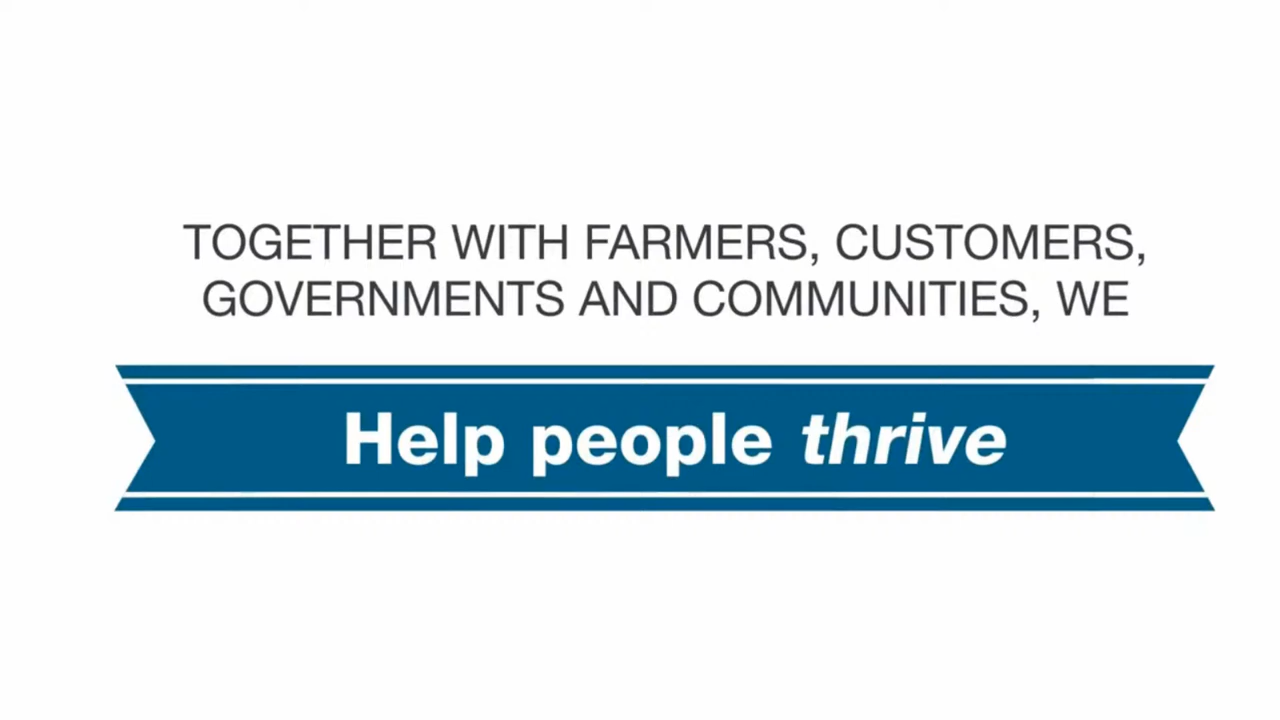 TOGETHER WITH FARMERS, CUSTOMERS,
GOVERNMENTS AND COMMUNITIES, WE
Help people thrive